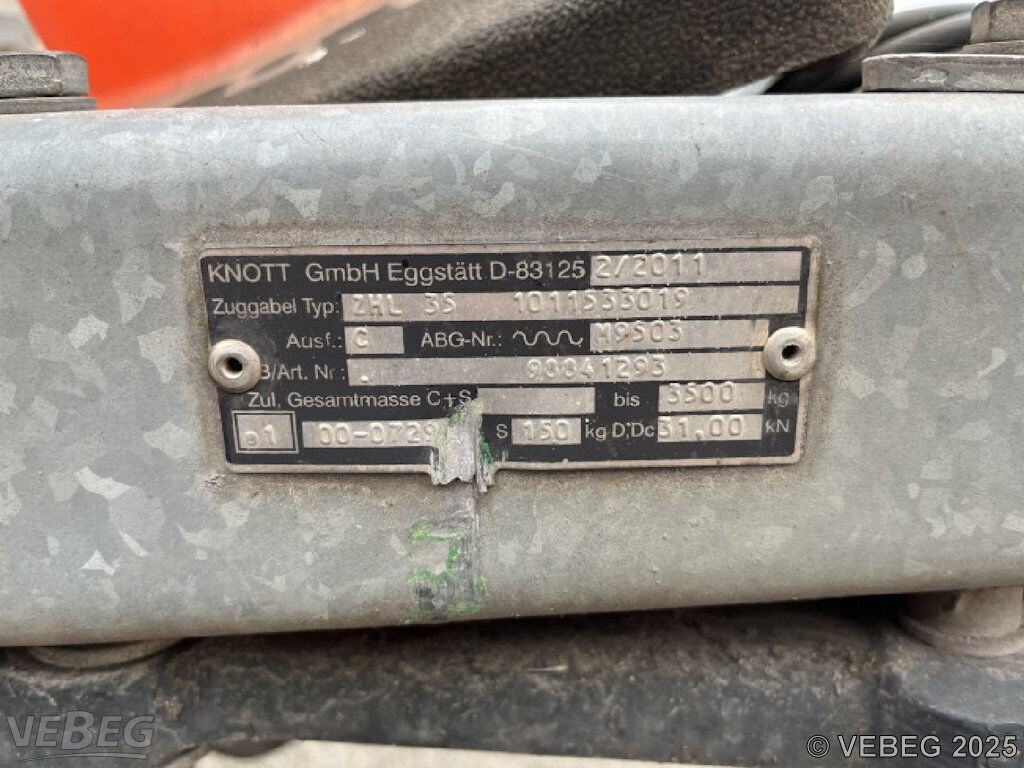 KNOTT GmbH Eggstätt D-83125 2/2011
Zuggabel Typ: ZHL 35 1011533019
Ausf.: C ABG-Nr.: M9503
B/Art. Nr: . 90041293
Zul. Gesamtmasse C+S . bis 3500 kg
e1 00-0729 S 150 kg D;Dc 31,00 kN
VEBEG
© VEBEG 2025